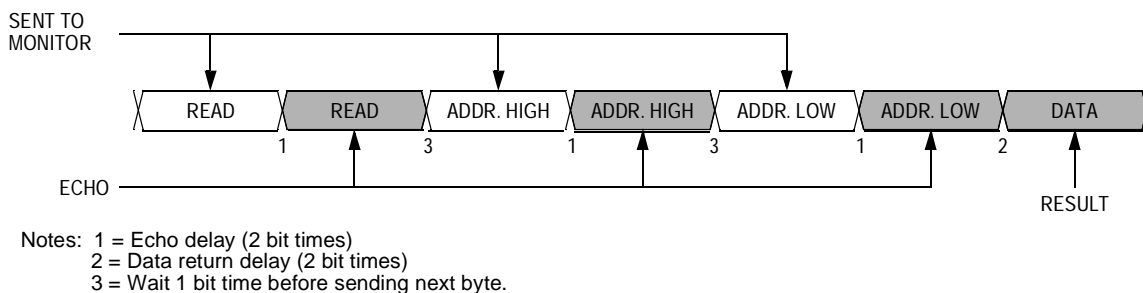 SENT TO
MONITOR
READ READ ADDR. HIGH ADDR. HIGH ADDR. LOW ADDR. LOW DATA
1 3 1 3 1 2
ECHO
RESULT
Notes: 1 = Echo delay (2 bit times)
2 = Data return delay (2 bit times)
3 = Wait 1 bit time before sending next byte.